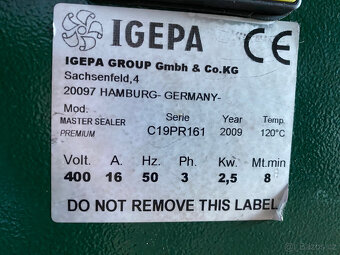 IGEPA
CE
IGEPA GROUP Gmbh & Co.KG
Sachsenfeld,4
20097 HAMBURG- GERMANY-
Mod. Serie Year Temp.
MASTER SEALER
PREMIUM C19PR161 2009 120°C
Volt. A. Hz. Ph. Kw. Mt.min
400 16 50 3 2,5 8
DO NOT REMOVE THIS LABEL